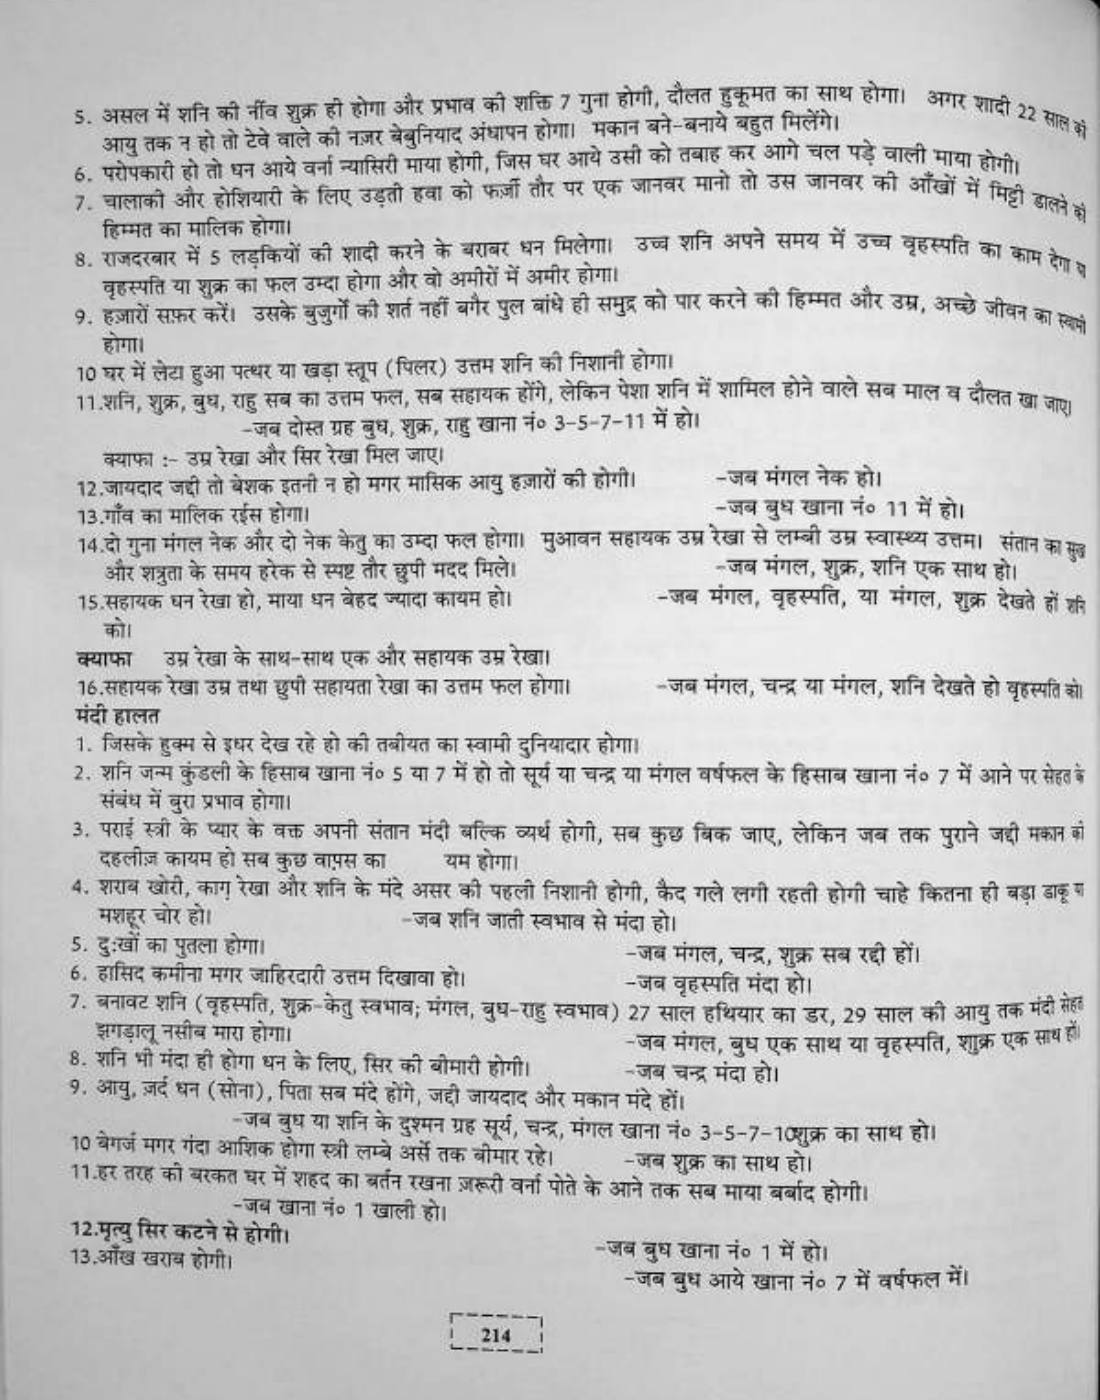 5. असल में शनि की नींव शुक्र ही होगा और प्रभाव की शक्ति 7 गुना होगी, दौलत हुकूमत का साथ होगा। अगर शादी 22 साल की
आयु तक न हो तो टेवे वाले की नज़र बेबुनियाद अंधापन होगा। मकान बने-बनाये बहुत मिलेंगे।
6. परोपकारी हो तो धन आये वर्ना न्यासिरी माया होगी, जिस घर आये उसी को तबाह कर आगे चल पड़े वाली माया होगी।
7. चालाकी और होशियारी के लिए उड़ती हवा को फर्ज़ी तौर पर एक जानवर मानो तो उस जानवर की आँखों में मिट्टी डालने की
हिम्मत का मालिक होगा।
8. राजदरबार में 5 लड़कियों की शादी करने के बराबर धन मिलेगा। उच्च शनि अपने समय में उच्च वृहस्पति का काम देगा या
वृहस्पति या शुक्र का फल उम्दा होगा और वो अमीरों में अमीर होगा।
9. हज़ारों सफ़र करें। उसके बुजुर्गों की शर्त नहीं बगैर पुल बांधे ही समुद्र को पार करने की हिम्मत और उम्र, अच्छे जीवन का स्वामी
होगा।
10 घर में लेटा हुआ पत्थर या खड़ा स्तूप (पिलर) उत्तम शनि की निशानी होगा।
11.शनि, शुक्र, बुध, राहु सब का उत्तम फल, सब सहायक होंगे, लेकिन पेशा शनि में शामिल होने वाले सब माल व दौलत खा जाए।
-जब दोस्त ग्रह बुध, शुक्र, राहु खाना नं० 3-5-7-11 में हो।
क्याफा :- उम्र रेखा और सिर रेखा मिल जाए।
12.जायदाद जद्दी तो बेशक इतनी न हो मगर मासिक आयु हज़ारों की होगी। -जब मंगल नेक हो।
13.गाँव का मालिक रईस होगा। -जब बुध खाना नं० 11 में हो।
14.दो गुना मंगल नेक और दो नेक केतु का उम्दा फल होगा। मुआवन सहायक उम्र रेखा से लम्बी उम्र स्वास्थ्य उत्तम। संतान का सुख
और शत्रुता के समय हरेक से स्पष्ट तौर छुपी मदद मिले। -जब मंगल, शुक्र, शनि एक साथ हो।
15.सहायक धन रेखा हो, माया धन बेहद ज्यादा कायम हो। -जब मंगल, वृहस्पति, या मंगल, शुक्र देखते हों शनि
को।
क्याफा उम्र रेखा के साथ-साथ एक और सहायक उम्र रेखा।
16.सहायक रेखा उम्र तथा छुपी सहायता रेखा का उत्तम फल होगा। -जब मंगल, चन्द्र या मंगल, शनि देखते हो वृहस्पति को।
मंदी हालत
1. जिसके हुक्म से इधर देख रहे हो की तबीयत का स्वामी दुनियादार होगा।
2. शनि जन्म कुंडली के हिसाब खाना नं० 5 या 7 में हो तो सूर्य या चन्द्र या मंगल वर्षफल के हिसाब खाना नं० 7 में आने पर सेहत के
संबंध में बुरा प्रभाव होगा।
3. पराई स्त्री के प्यार के वक्त अपनी संतान मंदी बल्कि व्यर्थ होगी, सब कुछ बिक जाए, लेकिन जब तक पुराने जद्दी मकान की
दहलीज़ कायम हो सब कुछ वापस का यम होगा।
4. शराब खोरी, काग़ रेखा और शनि के मंदे असर की पहली निशानी होगी, कैद गले लगी रहती होगी चाहे कितना ही बड़ा डाकू या
मशहूर चोर हो। -जब शनि जाती स्वभाव से मंदा हो।
5. दुःखों का पुतला होगा। -जब मंगल, चन्द्र, शुक्र सब रद्दी हों।
6. हासिद कमीना मगर जाहिरदारी उत्तम दिखावा हो। -जब वृहस्पति मंदा हो।
7. बनावट शनि (वृहस्पति, शुक्र-केतु स्वभाव; मंगल, बुध-राहु स्वभाव) 27 साल हथियार का डर, 29 साल की आयु तक मंदी सेहत
झगड़ालू नसीब मारा होगा। -जब मंगल, बुध एक साथ या वृहस्पति, शुक्र एक साथ हों।
8. शनि भी मंदा ही होगा धन के लिए, सिर की बीमारी होगी। -जब चन्द्र मंदा हो।
9. आयु, ज़र्द धन (सोना), पिता सब मंदे होंगे, जद्दी जायदाद और मकान मंदे हों।
-जब बुध या शनि के दुश्मन ग्रह सूर्य, चन्द्र, मंगल खाना नं० 3-5-7-10शुक्र का साथ हो।
10 बेगर्ज मगर गंदा आशिक होगा स्त्री लम्बे अर्से तक बीमार रहे। -जब शुक्र का साथ हो।
11.हर तरह की बरकत घर में शहद का बर्तन रखना ज़रूरी वर्ना पोते के आने तक सब माया बर्बाद होगी।
-जब खाना नं० 1 खाली हो।
12.मृत्यु सिर कटने से होगी। -जब बुध खाना नं० 1 में हो।
13.आँख खराब होगी। -जब बुध आये खाना नं० 7 में वर्षफल में।
214